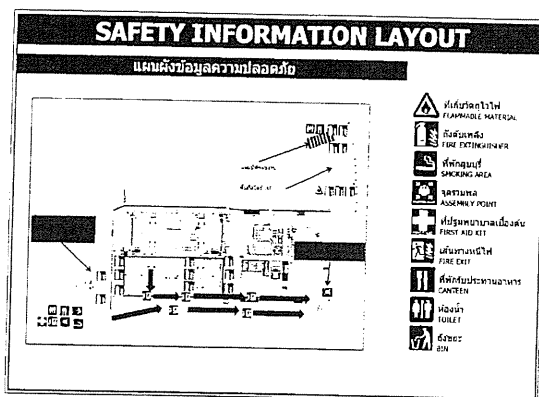 SAFETY INFORMATION LAYOUT
แผนผังข้อมูลความปลอดภัย
ที่เก็บวัตถุไวไฟ
FLAMMABLE MATERIAL
ถังดับเพลิง
FIRE EXTINGUISHER
ที่พักสูบบุรี่
SMOKING AREA
จุดรวมพล
ASSEMBLY POINT
ที่ปฐมพยาบาลเบื้องต้น
FIRST AID KIT
เส้นทางหนีไฟ
FIRE EXIT
ที่พักรับประทานอาหาร
CANTEEN
ห้องน้ำ
TOILET
ถังขยะ
BIN